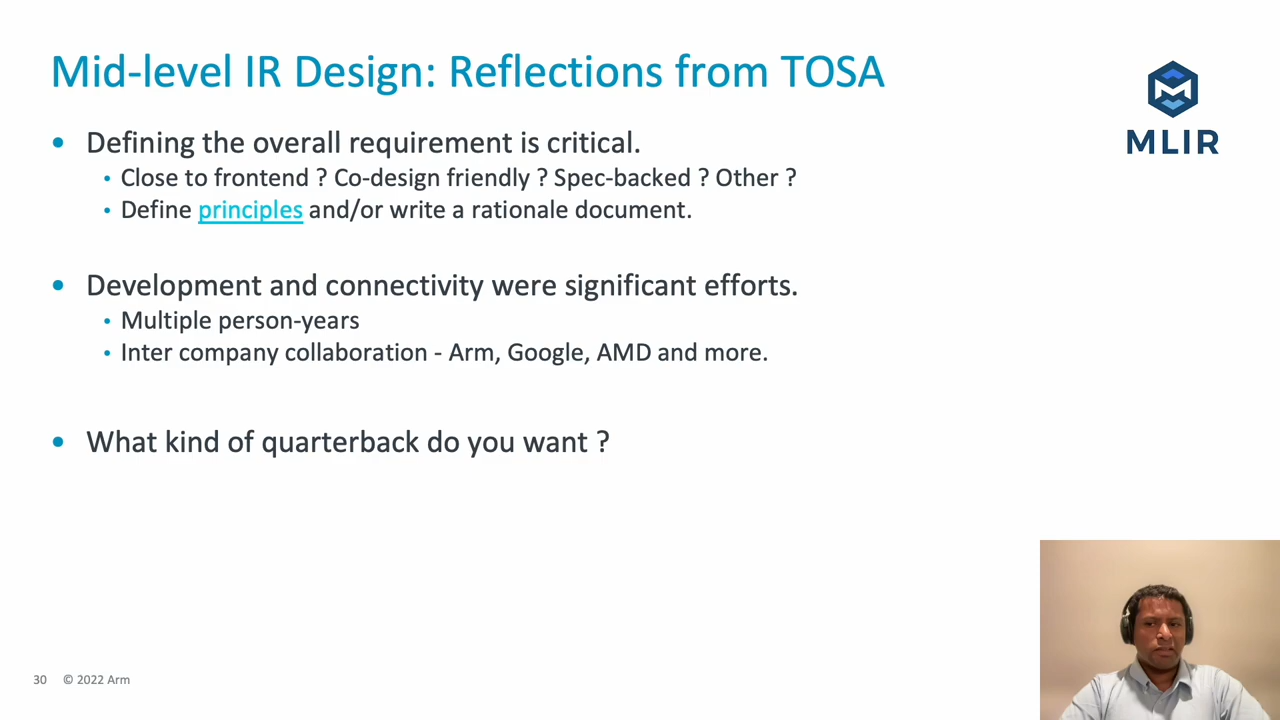 Mid-level IR Design: Reflections from TOSA
MLIR
• Defining the overall requirement is critical.
• Close to frontend ? Co-design friendly ? Spec-backed ? Other ?
• Define principles and/or write a rationale document.
• Development and connectivity were significant efforts.
• Multiple person-years
• Inter company collaboration - Arm, Google, AMD and more.
• What kind of quarterback do you want ?
30 © 2022 Arm